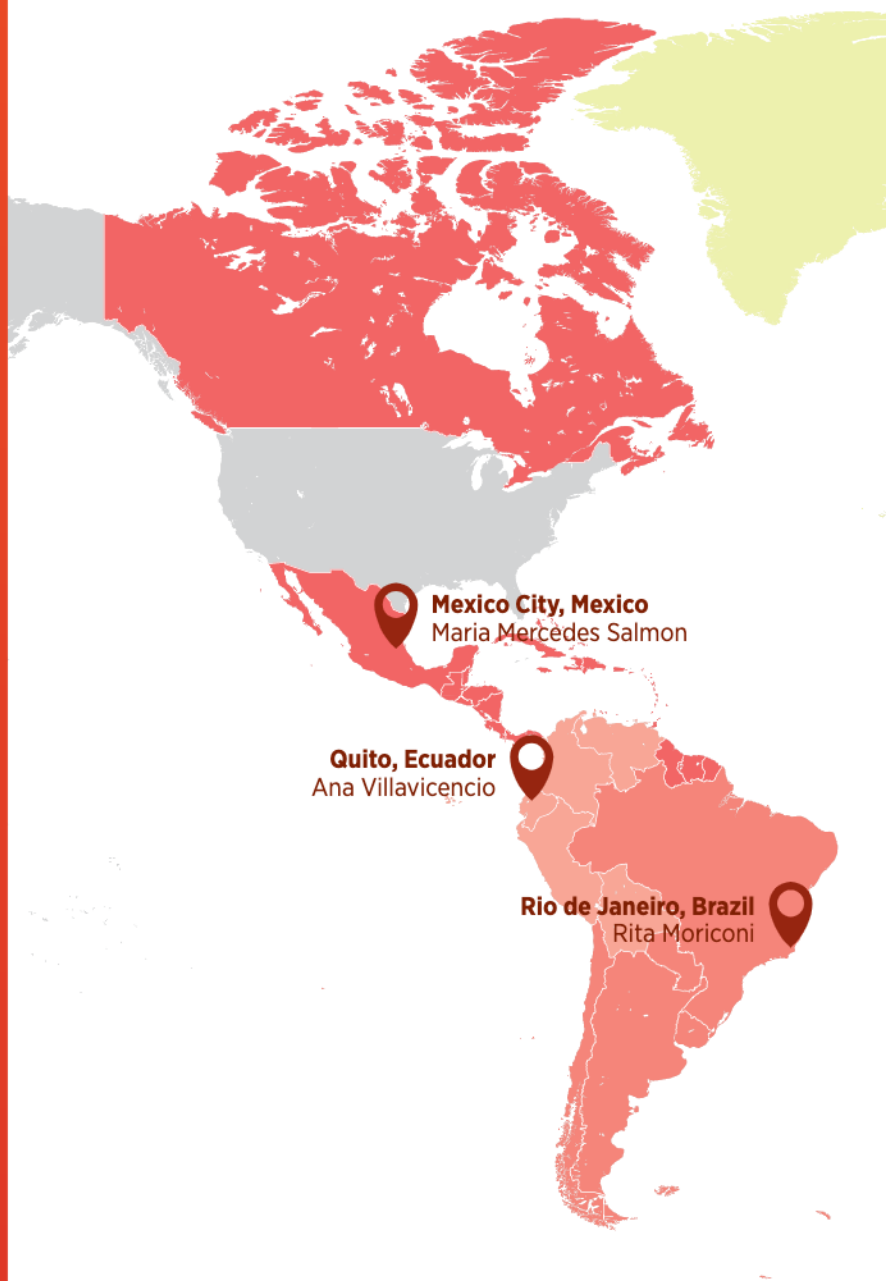 Mexico City, Mexico
Maria Mercedes Salmon
Quito, Ecuador
Ana Villavicencio
Rio de Janeiro, Brazil
Rita Moriconi